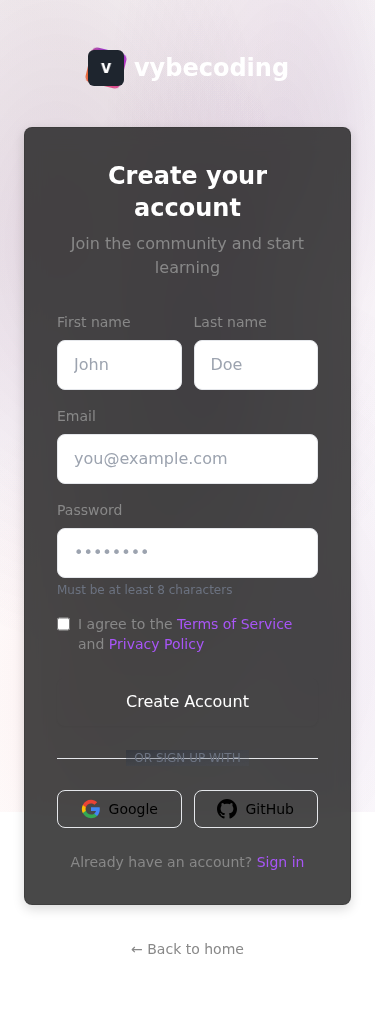 v vybecoding
Create your
account
Join the community and start
learning
First name Last name
John Doe
Email
you@example.com
Password
••••••••
Must be at least 8 characters
I agree to the Terms of Service
and Privacy Policy
Create Account
OR SIGN UP WITH
Google GitHub
Already have an account? Sign in
← Back to home